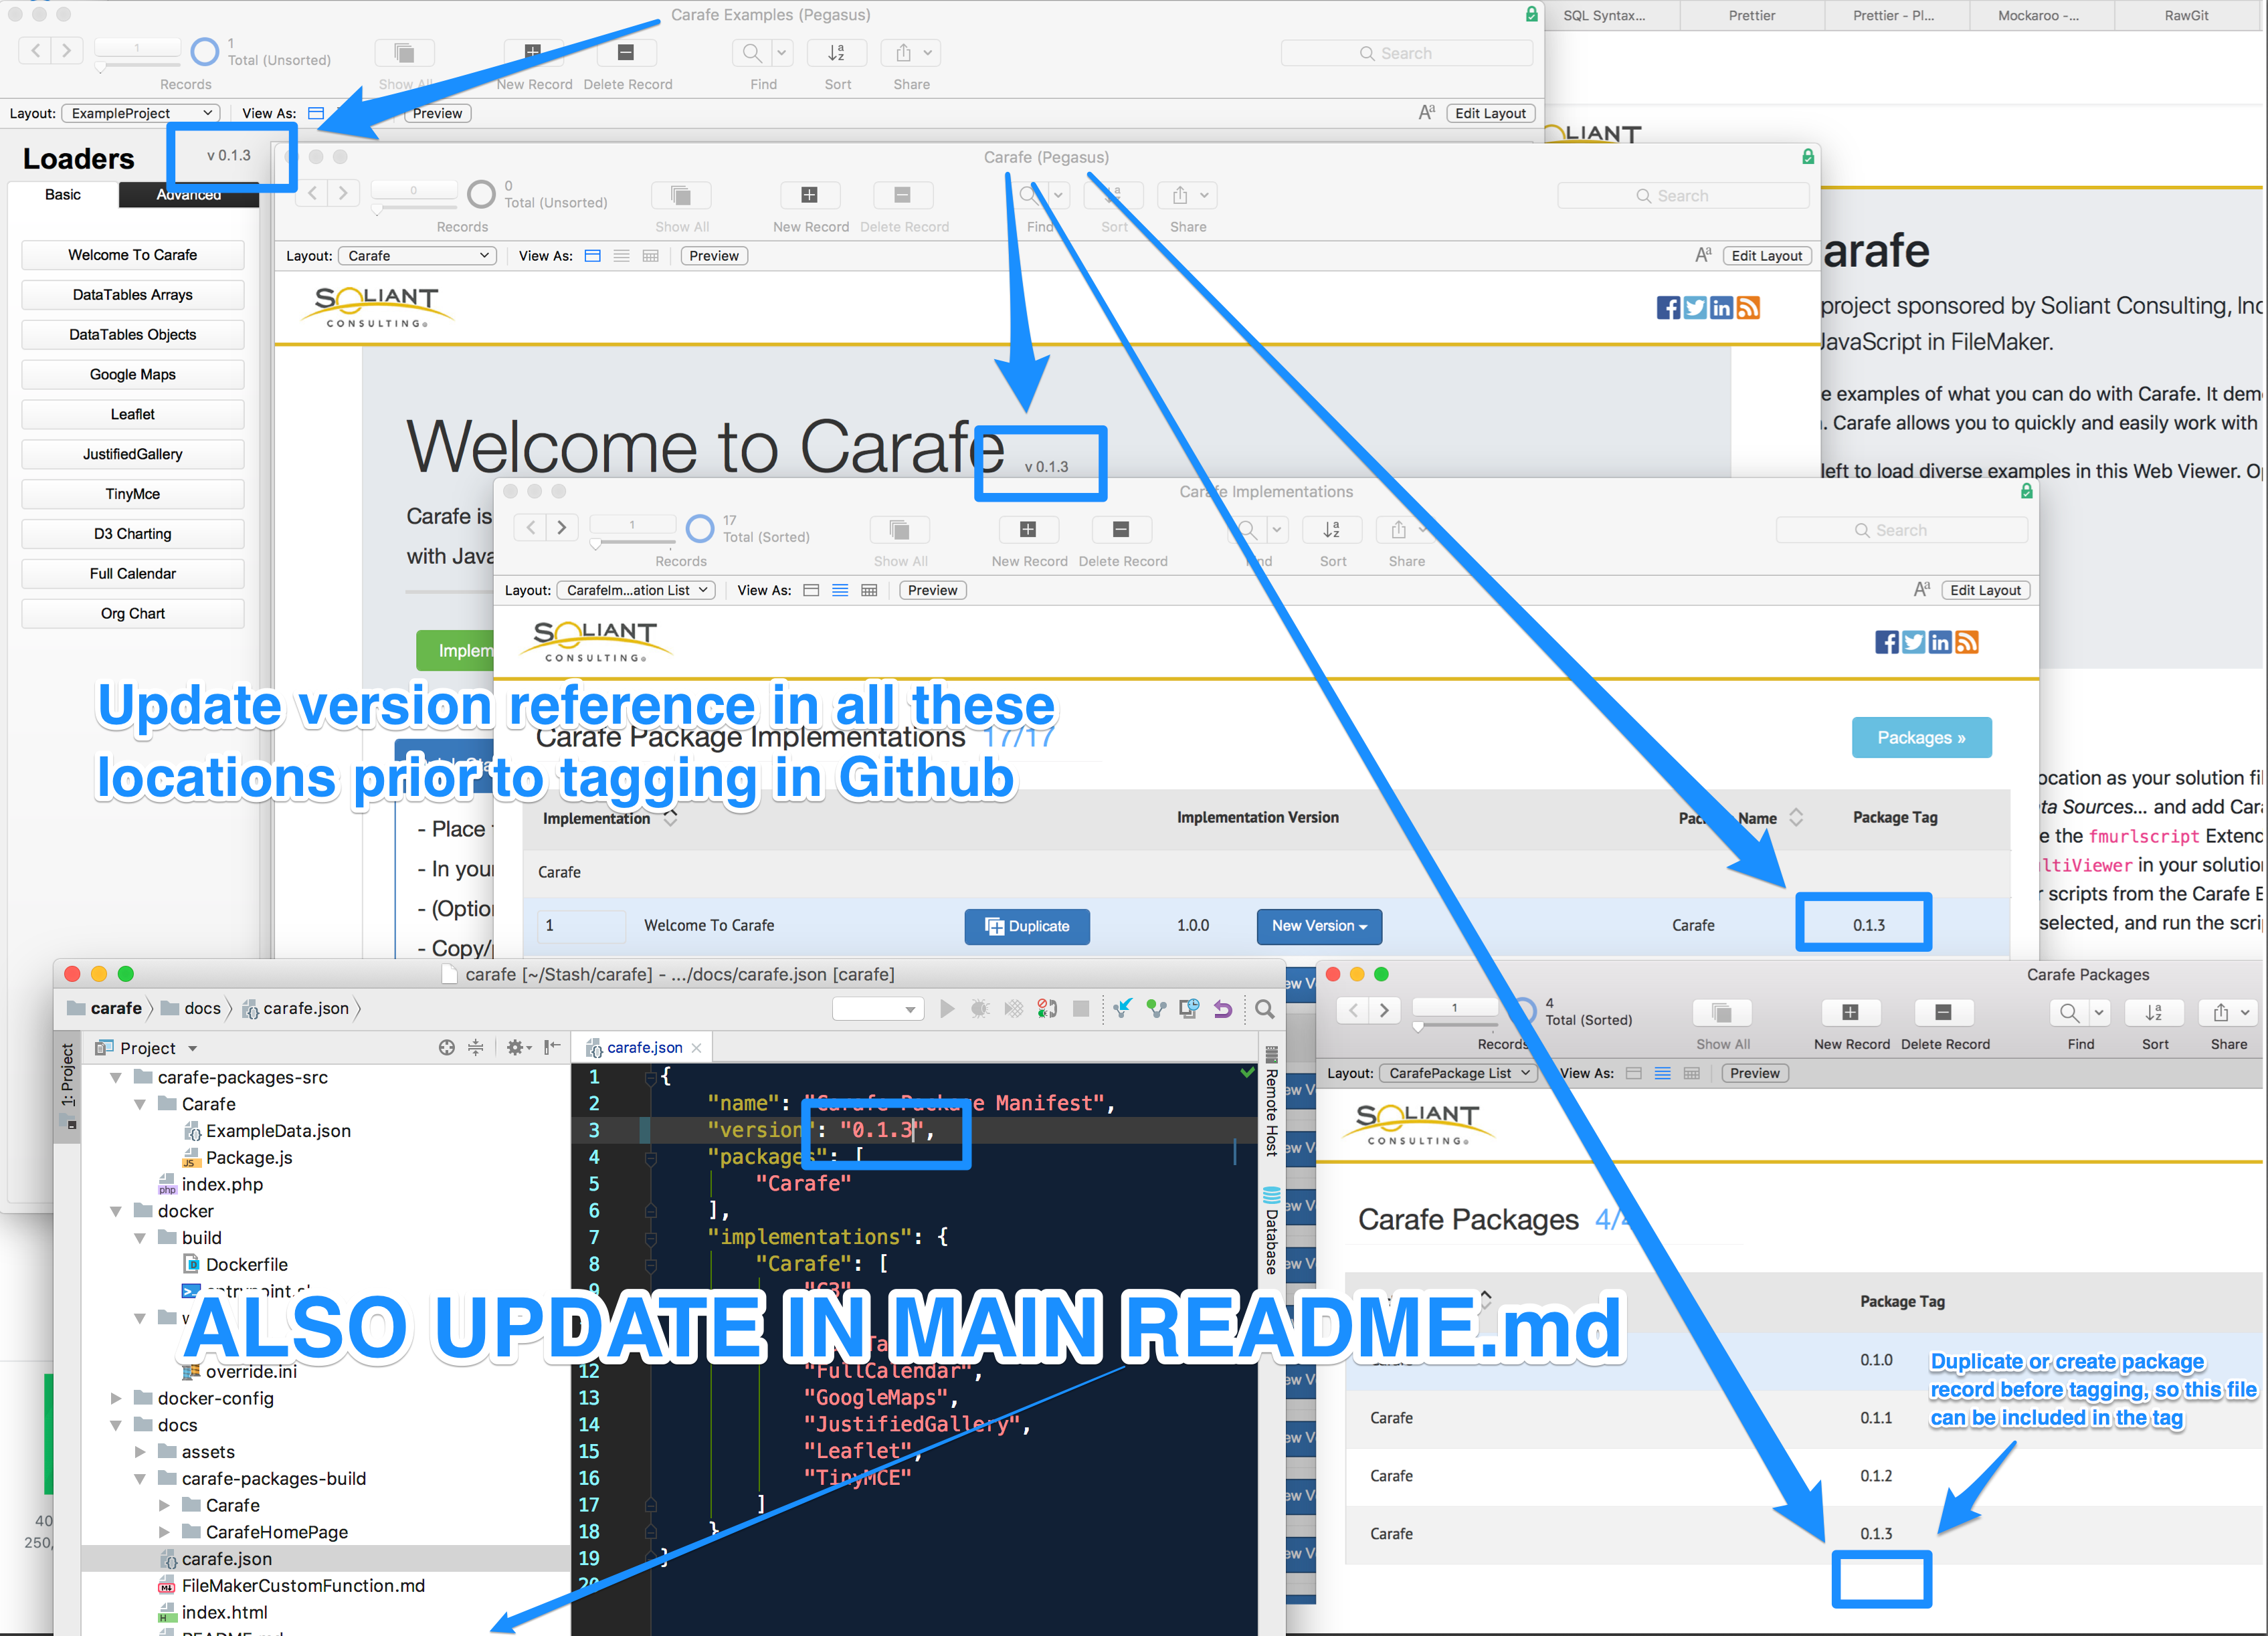 Carafe Examples (Pegasus)
SQL Syntax...
Prettier
Prettier - Pl...
Mockaroo -...
RawGit
1
1
Total (Unsorted)
Records
Show All
New Record
Delete Record
Find
Sort
Share
Search
Layout: ExampleProject
View As:
Preview
Aa
Edit Layout
Loaders
v 0.1.3
Basic
Advanced
Welcome To Carafe
DataTables Arrays
DataTables Objects
Google Maps
Leaflet
JustifiedGallery
TinyMce
D3 Charting
Full Calendar
Org Chart
Carafe (Pegasus)
0
0
Total (Unsorted)
Records
Show All
New Record
Delete Record
Find
Sort
Share
Search
Layout: Carafe
View As:
Preview
Aa
Edit Layout
SOLIANT
CONSULTING
Welcome to Carafe
v 0.1.3
Carafe is
with Java
Implem
- Place
- In your
- (Option
- Copy/
LIANT
arafe
project sponsored by Soliant Consulting, Inc
JavaScript in FileMaker.
e examples of what you can do with Carafe. It dem
. Carafe allows you to quickly and easily work with
left to load diverse examples in this Web Viewer. O
ocation as your solution fi
ta Sources... and add Car
e the fmurlscript Extend
ltiViewer in your solution
r scripts from the Carafe E
selected, and run the scri
Carafe Implementations
1
17
Total (Sorted)
Records
Show All
New Record
Delete Record
Find
Sort
Share
Search
Layout: CarafeIm...ation List
View As:
Preview
Aa
Edit Layout
SOLIANT
CONSULTING
Update version reference in all these
locations prior to tagging in Github
Carafe Package Implementations 17/17
Packages »
Implementation
Implementation Version
Package Name
Package Tag
Carafe
1
Welcome To Carafe
Duplicate
1.0.0
New Version
Carafe
0.1.3
carafe [~/Stash/carafe] - .../docs/carafe.json [carafe]
carafe
docs
carafe.json
1: Project
Project
carafe-packages-src
Carafe
ExampleData.json
Package.js
index.php
docker
build
Dockerfile
entrypoint.sh
override.ini
docker-config
docs
assets
carafe-packages-build
Carafe
CarafeHomePage
carafe.json
FileMakerCustomFunction.md
index.html
README.md
carafe.json
1 {
2 "name": "Carafe Package Manifest",
3 "version": "0.1.3",
4 "packages": [
5 "Carafe"
6 ],
7 "implementations": {
8 "Carafe": [
9 "C3",
12 "FullCalendar",
13 "GoogleMaps",
14 "JustifiedGallery",
15 "Leaflet",
16 "TinyMCE"
17 ]
18 }
19 }
20
Remote Host
Database
ALSO UPDATE IN MAIN README.md
Carafe Packages
1
4
Total (Sorted)
Records
Show All
New Record
Delete Record
Find
Sort
Share
Layout: CarafePackage List
View As:
Preview
SOLIANT
CONSULTING
Carafe Packages 4/4
Package Tag
0.1.0
Carafe
0.1.1
Carafe
0.1.2
Carafe
0.1.3
Duplicate or create package
record before tagging, so this file
can be included in the tag
40
250,